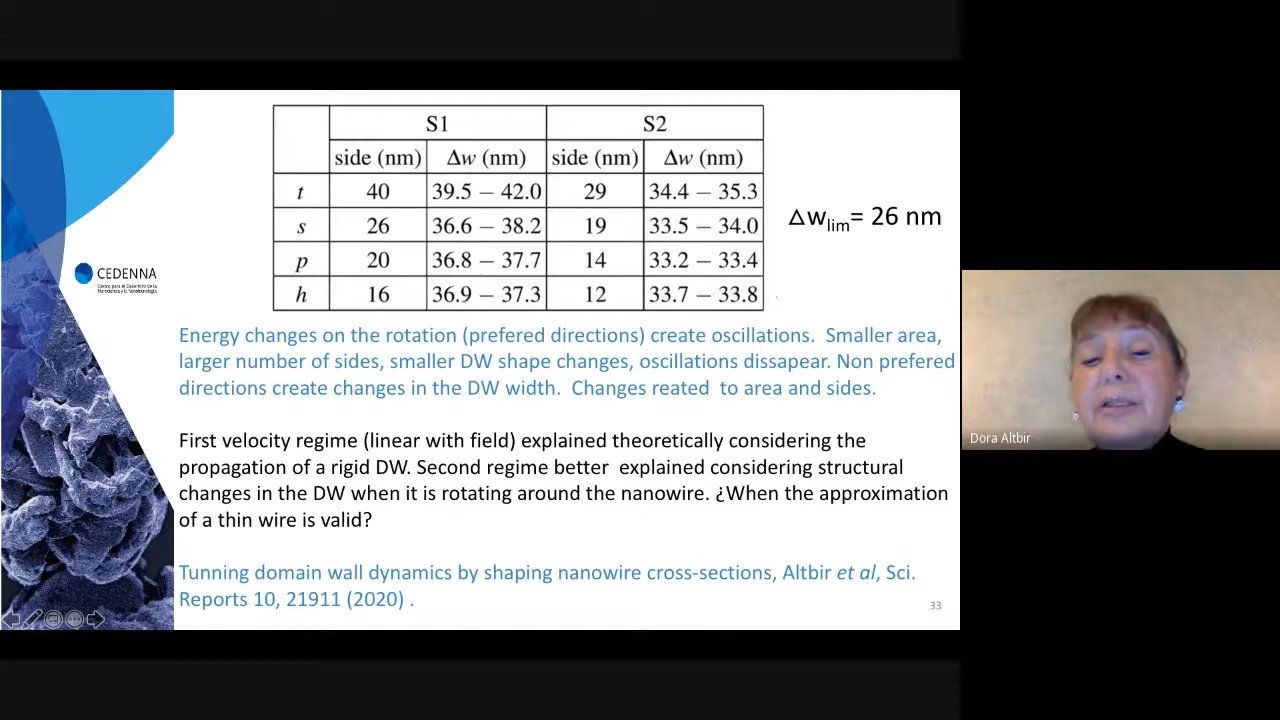 S1 S2
side (nm) Δw (nm) side (nm) Δw (nm)
t 40 39.5 – 42.0 29 34.4 – 35.3
s 26 36.6 – 38.2 19 33.5 – 34.0
p 20 36.8 – 37.7 14 33.2 – 33.4
h 16 36.9 – 37.3 12 33.7 – 33.8
Δwlim= 26 nm
CEDENNA
Centro para el Desarrollo de la
Nanociencia y la Nanotecnología
Energy changes on the rotation (prefered directions) create oscillations. Smaller area,
larger number of sides, smaller DW shape changes, oscillations dissapear. Non prefered
directions create changes in the DW width. Changes reated to area and sides.
First velocity regime (linear with field) explained theoretically considering the
propagation of a rigid DW. Second regime better explained considering structural
changes in the DW when it is rotating around the nanowire. ¿When the approximation
of a thin wire is valid?
Tunning domain wall dynamics by shaping nanowire cross-sections, Altbir et al, Sci.
Reports 10, 21911 (2020) .
33
Dora Altbir